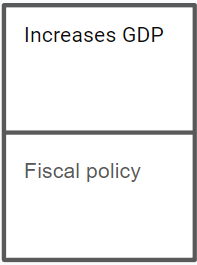 Increases GDP
Fiscal policy